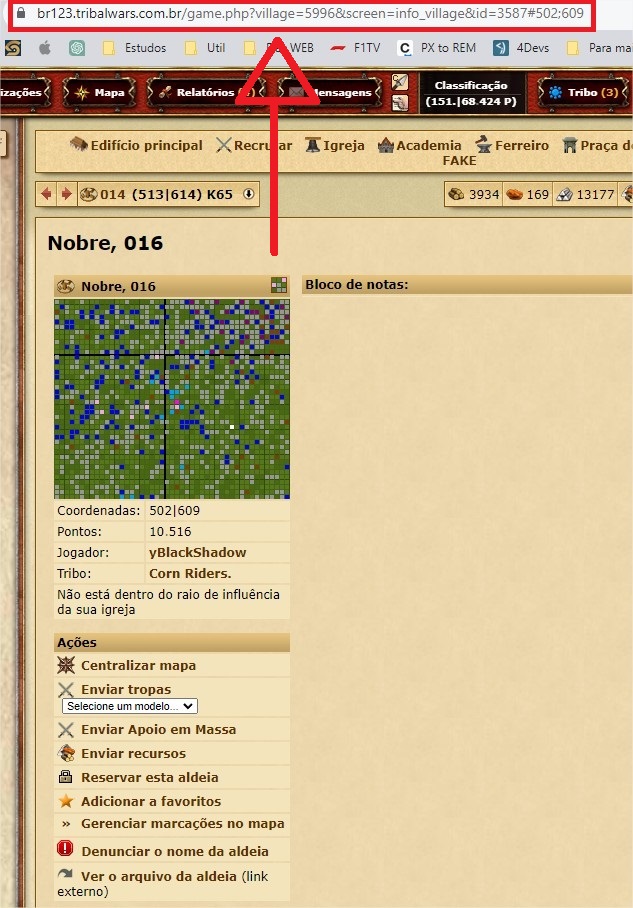 br123.tribalwars.com.br/game.php?village=5996&screen=info_village&id=3587#502;609
Estudos Util WEB F1TV C PX to REM 4Devs Para mai
izações Mapa Relatórios Mensagens Classificação (151.|68.424 P) Tribo (3)
Edifício principal Recrutar Igreja Academia Ferreiro Praça de
FAKE
014 (513|614) K65 3934 169 13177
Nobre, 016
Nobre, 016 Bloco de notas:
Coordenadas: 502|609
Pontos: 10.516
Jogador: yBlackShadow
Tribo: Corn Riders.
Não está dentro do raio de influência
da sua igreja
Ações
Centralizar mapa
Enviar tropas
Selecione um modelo...
Enviar Apoio em Massa
Enviar recursos
Reservar esta aldeia
Adicionar a favoritos
» Gerenciar marcações no mapa
Denunciar o nome da aldeia
Ver o arquivo da aldeia (link
externo)